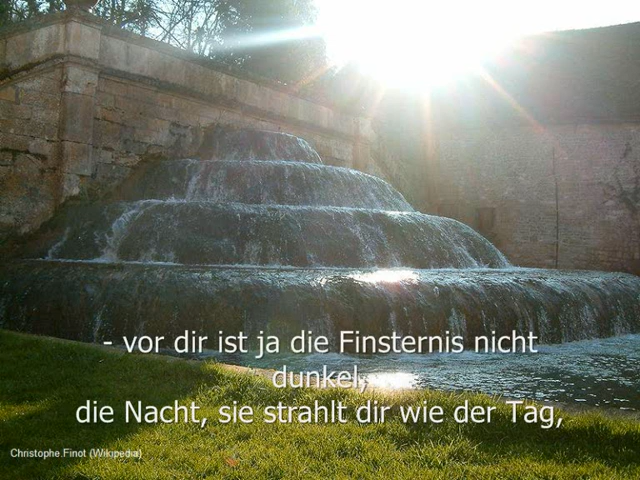 - vor dir ist ja die Finsternis nicht
dunkel,
die Nacht, sie strahlt dir wie der Tag,
Christophe.Finot (Wikipedia)